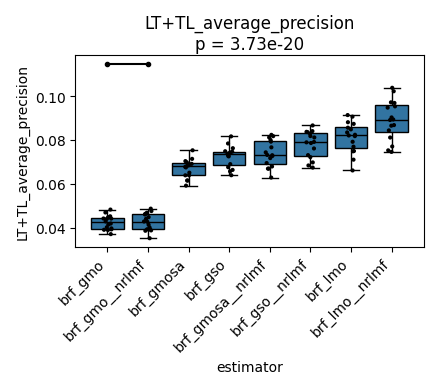 LT+TL_average_precision
p = 3.73e-20
LT+TL_average_precision
0.10
0.08
0.06
0.04
brf_gmo
brf_gmo__nrlmf
brf_gmosa
brf_gso
brf_gmosa__nrlmf
brf_gso__nrlmf
brf_lmo
brf_lmo__nrlmf
estimator